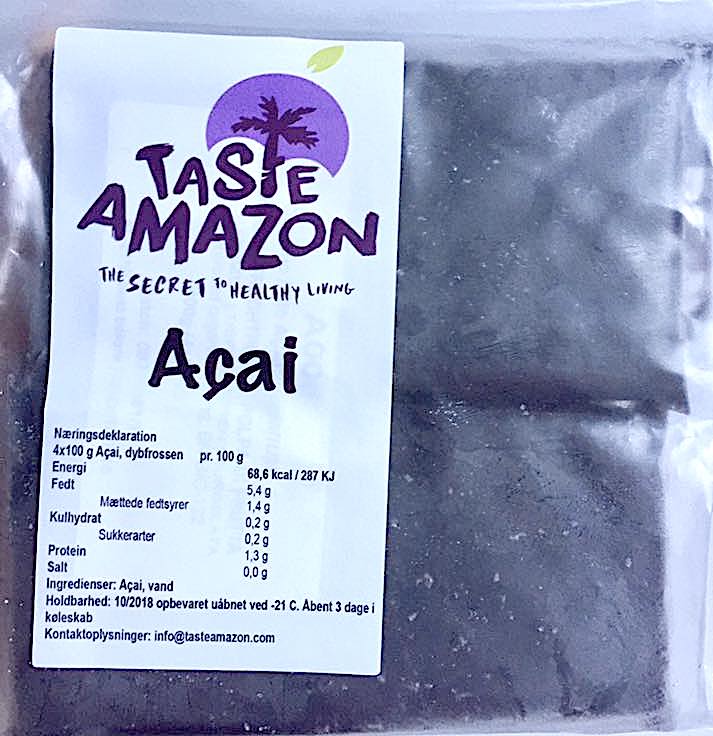 TASTE
AMAZON
THE SECRET TO HEALTHY LIVING
Açai
Næringsdeklaration
4x100 g Açai, dybfrossen pr. 100 g
Energi 68,6 kcal / 287 KJ
Fedt 5,4 g
Mættede fedtsyrer 1,4 g
Kulhydrat 0,2 g
Sukkerarter 0,2 g
Protein 1,3 g
Salt 0,0 g
Ingredienser: Açai, vand
Holdbarhed: 10/2018 opbevaret uåbnet ved -21 C. Åbent 3 dage i
køleskab
Kontaktoplysninger: info@tasteamazon.com